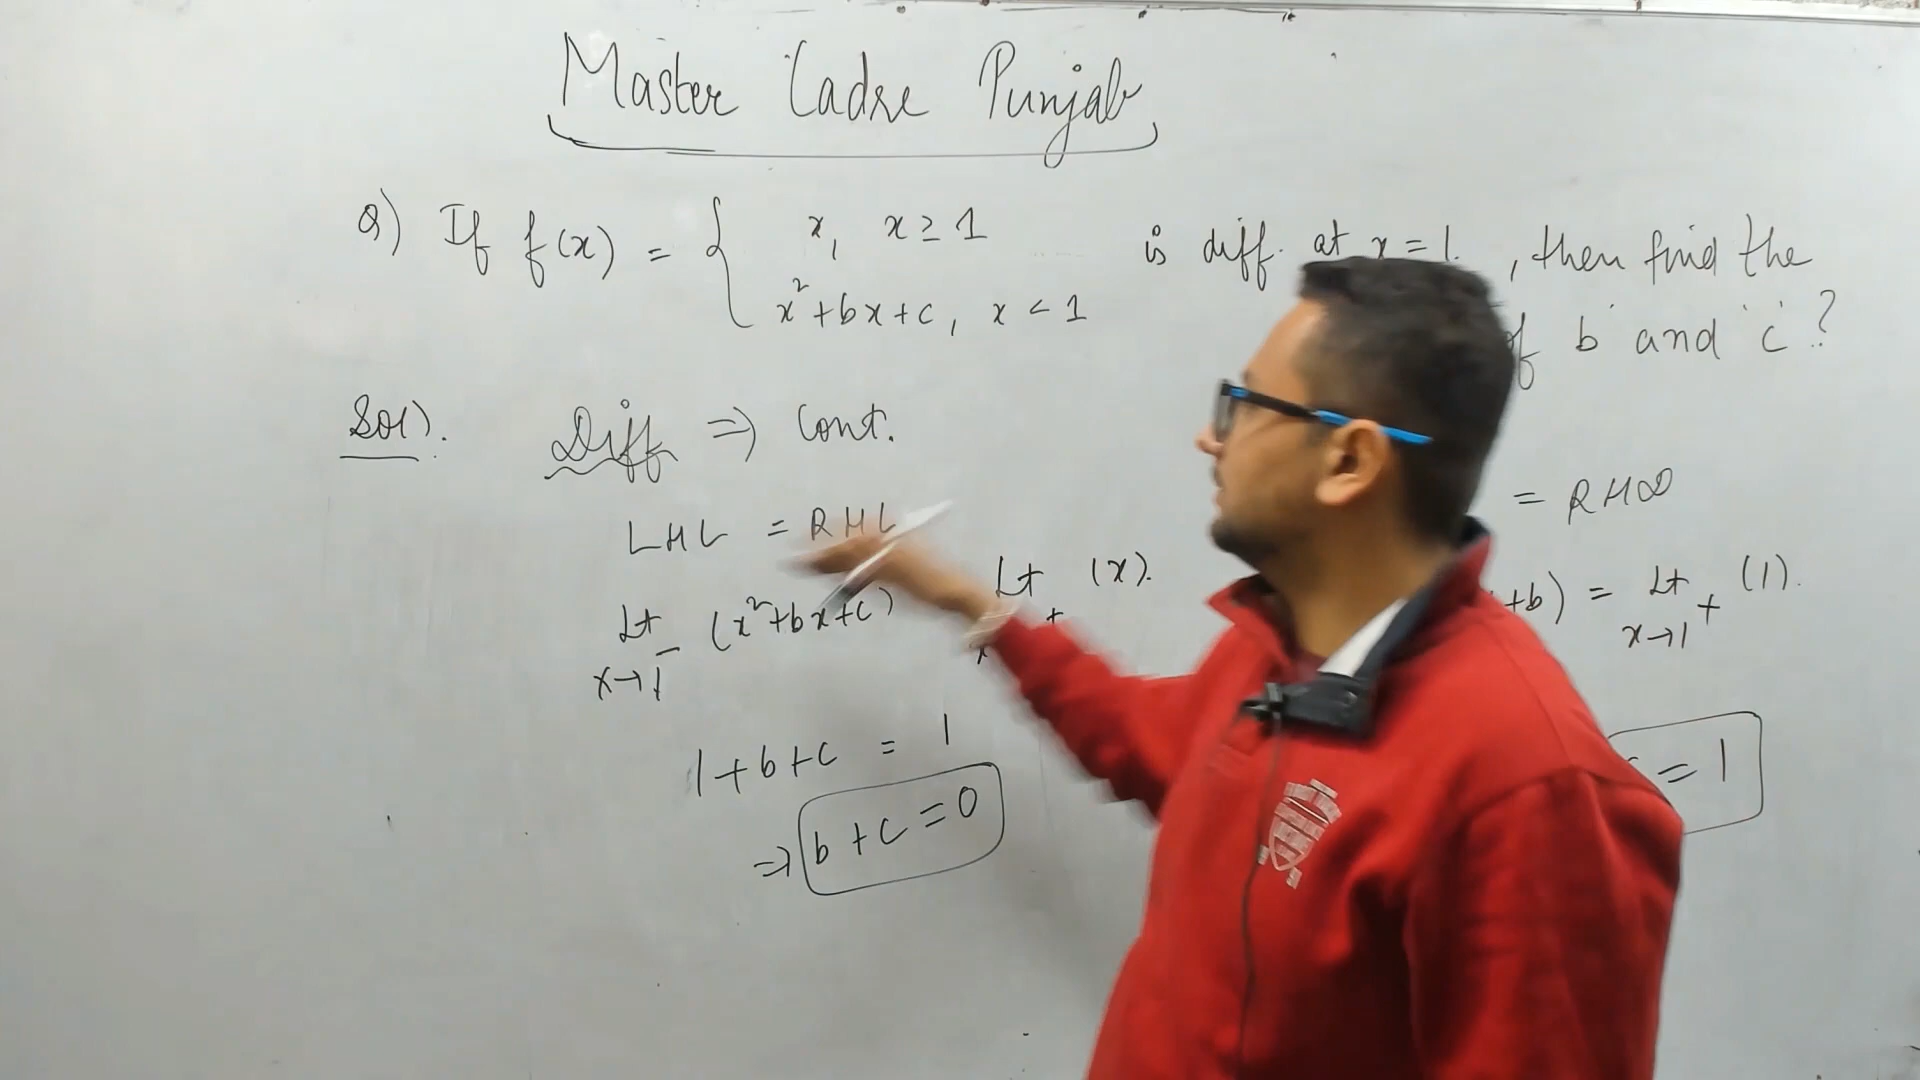 Master Cadre Punjab
Q) If f(x) = { x, x ≥ 1 is diff. at x = 1. , then find the
x²+bx+c, x < 1 of b and 'c'?
Sol). Diff ⇒ Cont.
LHL = RHL = RHD
Lt x→1⁻ (x²+bx+c) Lt + (x). +b) = Lt x→1⁺ (1).
1+b+c = 1 = 1
⇒ b+c = 0